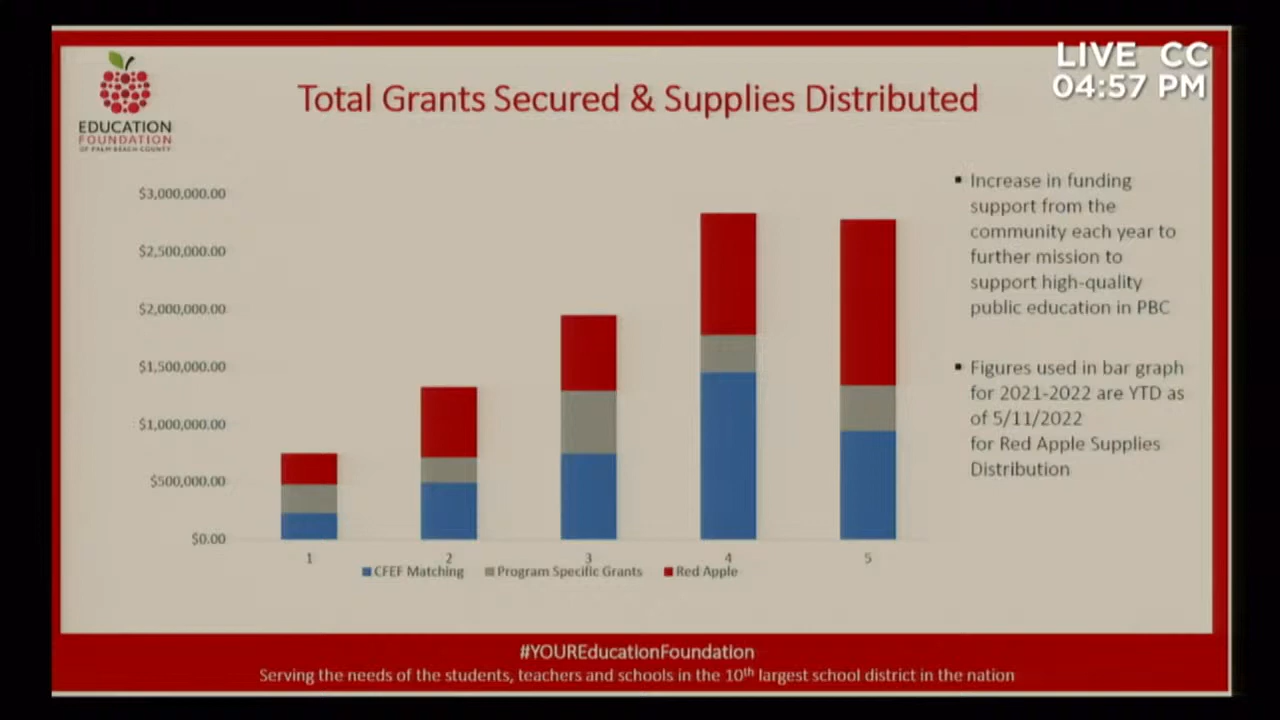 LIVE CC
04:57 PM
EDUCATION
FOUNDATION
OF PALM BEACH COUNTY
Total Grants Secured & Supplies Distributed
$3,000,000.00
$2,500,000.00
$2,000,000.00
$1,500,000.00
$1,000,000.00
$500,000.00
$0.00
1 2 3 4 5
CFEF Matching Program Specific Grants Red Apple
▪ Increase in funding
support from the
community each year to
further mission to
support high-quality
public education in PBC
▪ Figures used in bar graph
for 2021-2022 are YTD as
of 5/11/2022
for Red Apple Supplies
Distribution
#YOUREducationFoundation
Serving the needs of the students, teachers and schools in the 10th largest school district in the nation